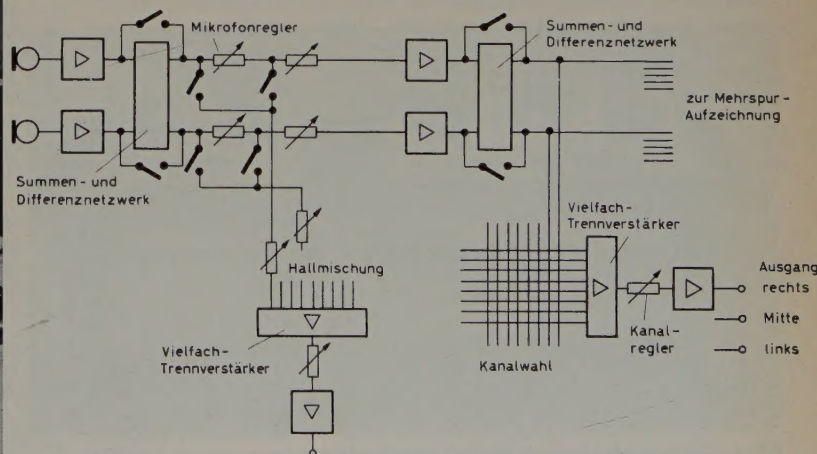 Mikrofonregler
Summen- und
Differenznetzwerk
zur Mehrspur-
Aufzeichnung
Summen- und
Differenznetzwerk
Vielfach-
Trennverstärker
Hallmischung
Ausgang
rechts
Mitte
links
Kanal-
regler
Kanalwahl
Vielfach-
Trennverstärker